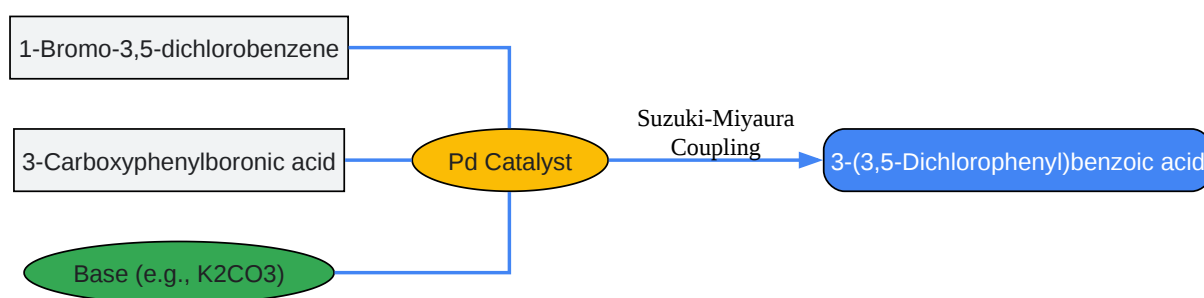 1-Bromo-3,5-dichlorobenzene
3-Carboxyphenylboronic acid
Base (e.g., K2CO3)
Pd Catalyst
Suzuki-Miyaura
Coupling
3-(3,5-Dichlorophenyl)benzoic acid